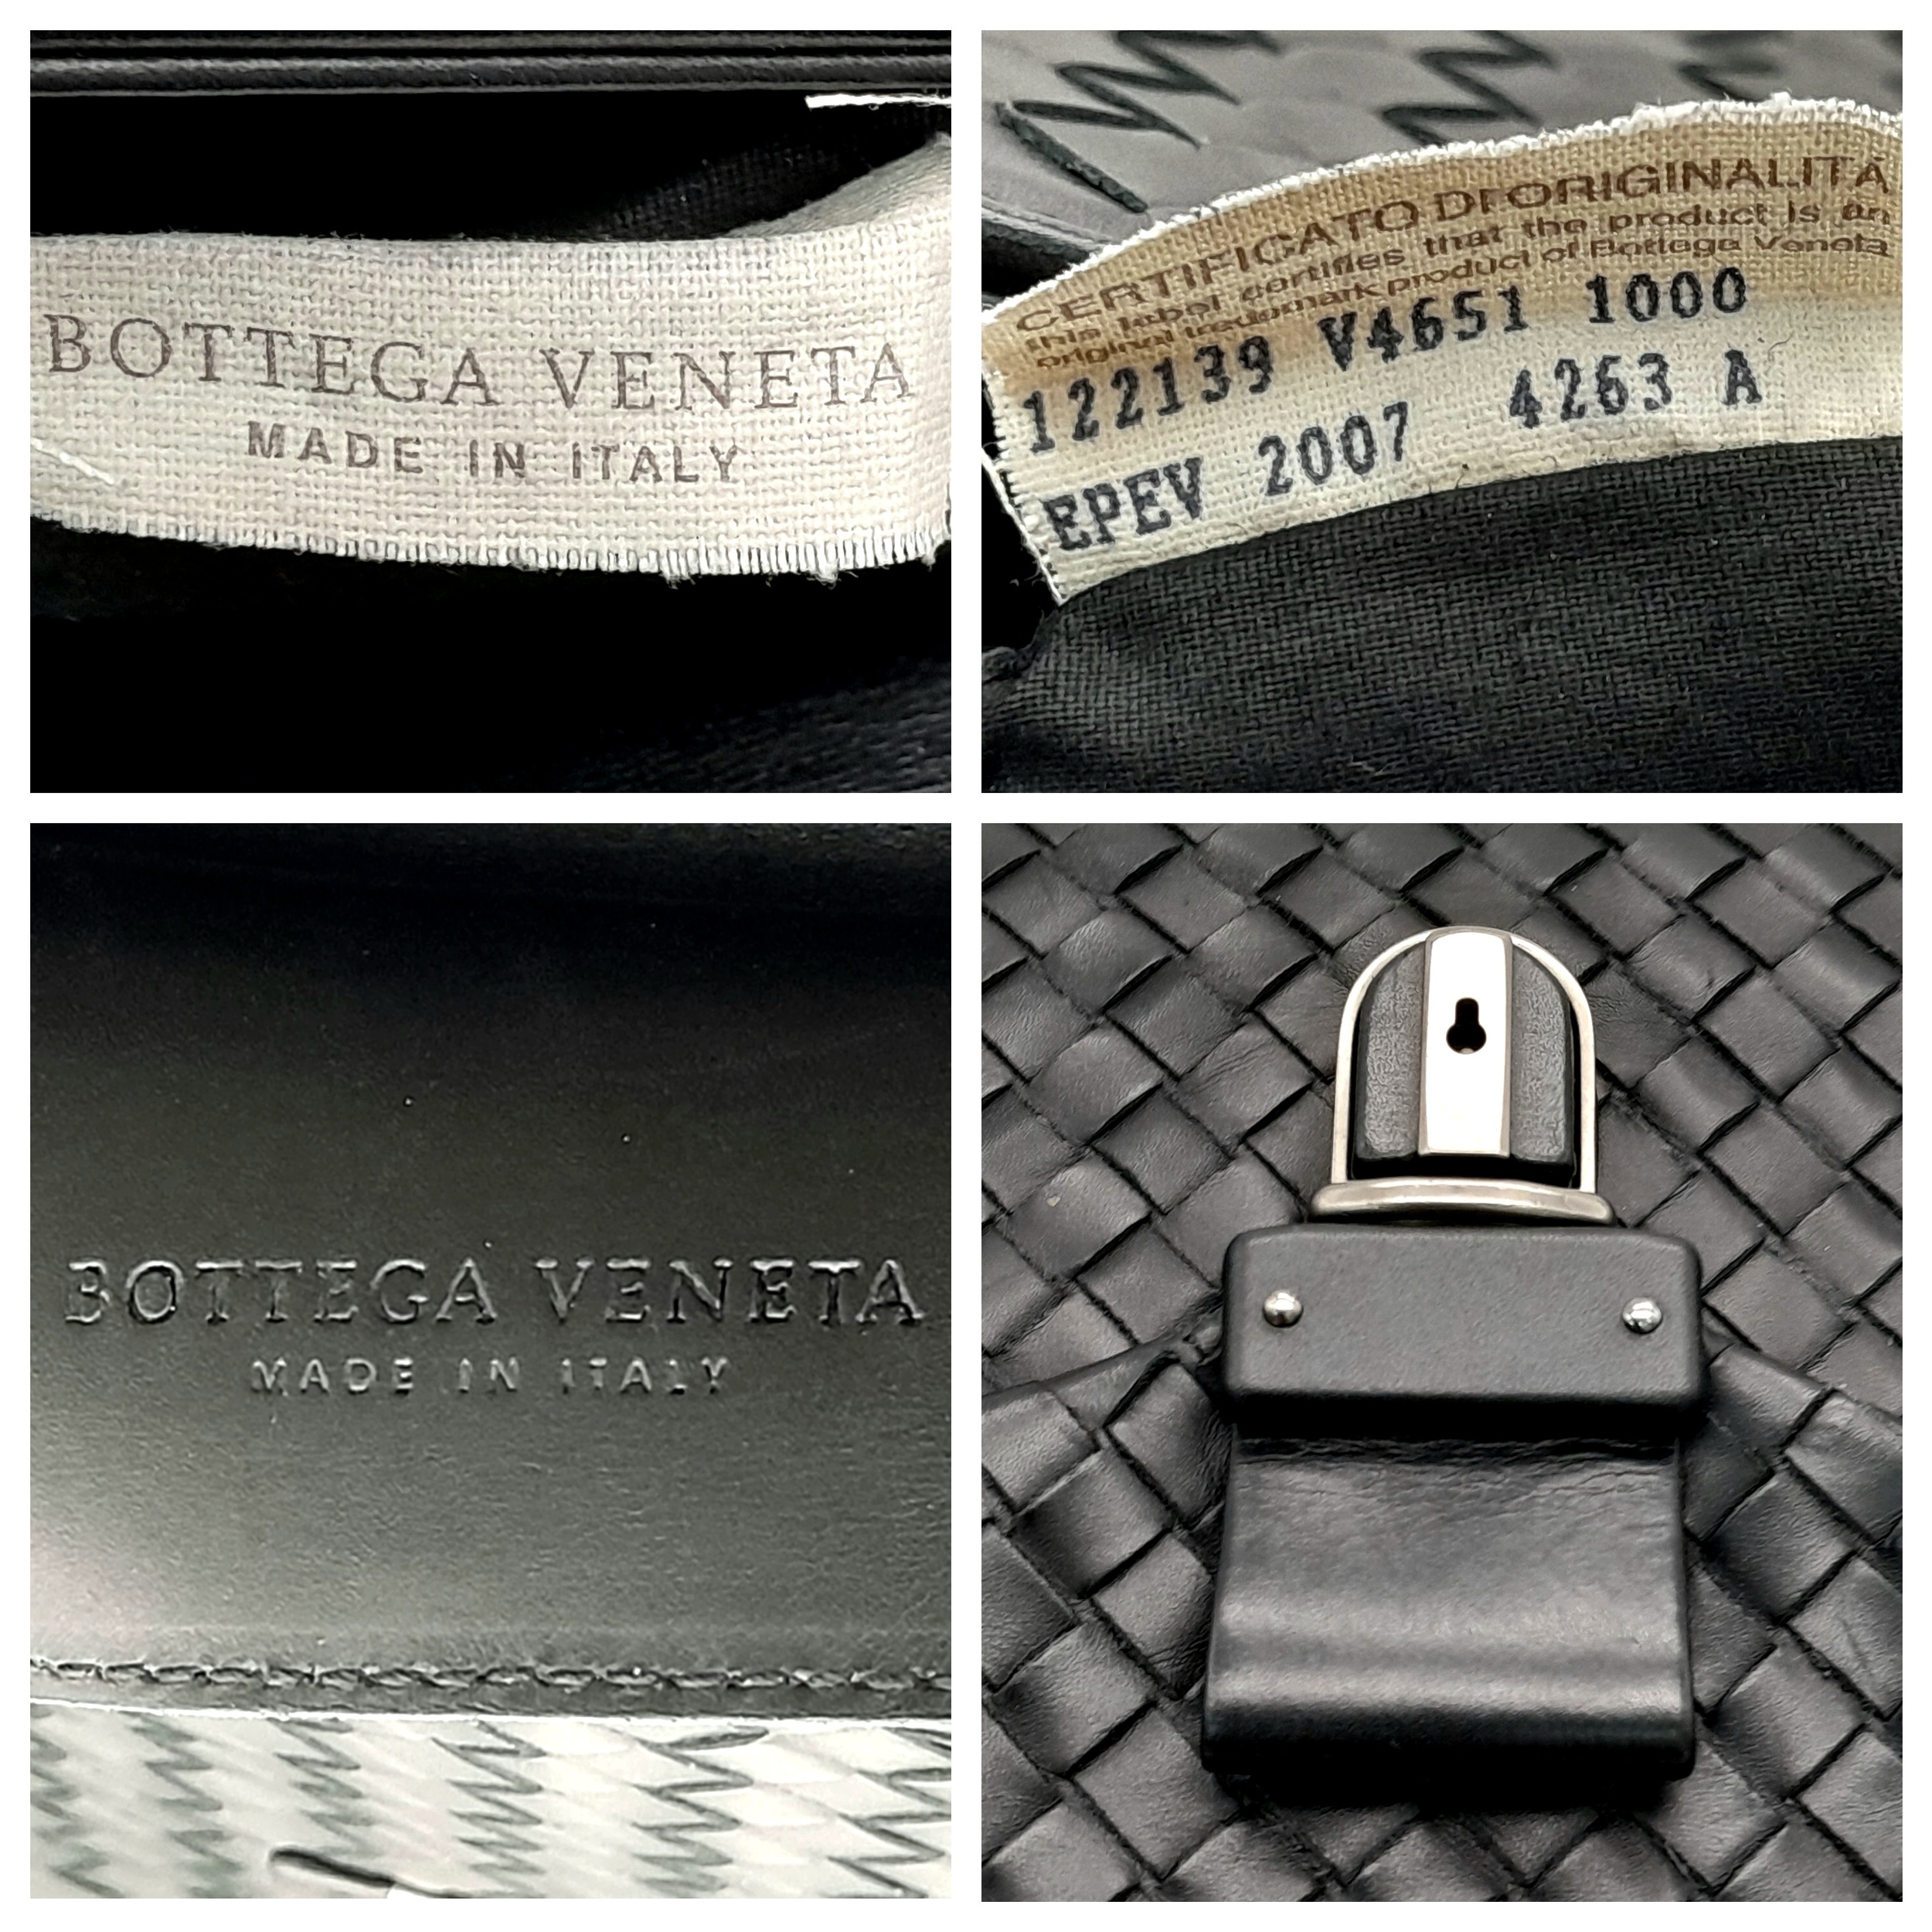 BOTTEGA VENETA
MADE IN ITALY
CERTIFICATO DI ORIGINALITÀ
this label certifies that the product is an
original trademark product of Bottega Veneta
122139 V4651 1000
EPEV 2007 4263 A
BOTTEGA VENETA
MADE IN ITALY